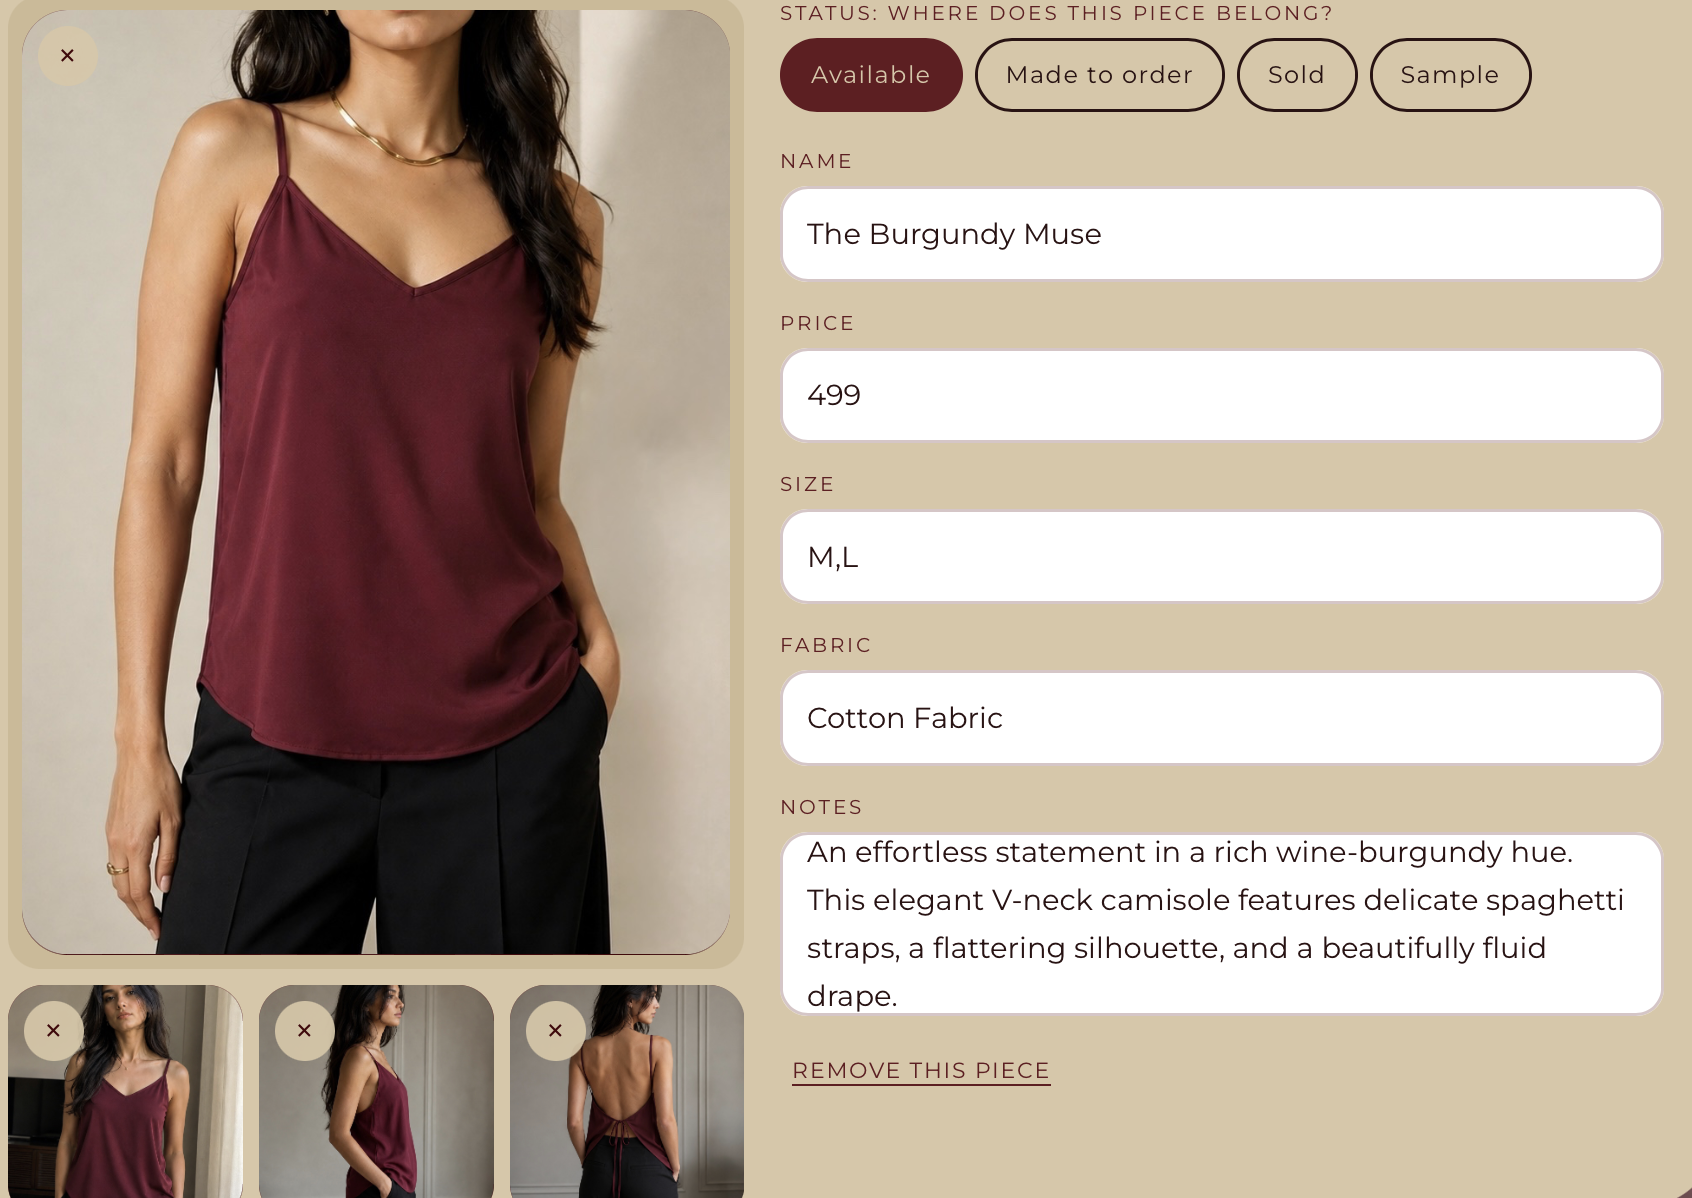 STATUS: WHERE DOES THIS PIECE BELONG?
Available
Made to order
Sold
Sample
NAME
The Burgundy Muse
PRICE
499
SIZE
M,L
FABRIC
Cotton Fabric
NOTES
An effortless statement in a rich wine-burgundy hue.
This elegant V-neck camisole features delicate spaghetti
straps, a flattering silhouette, and a beautifully fluid
drape.
REMOVE THIS PIECE